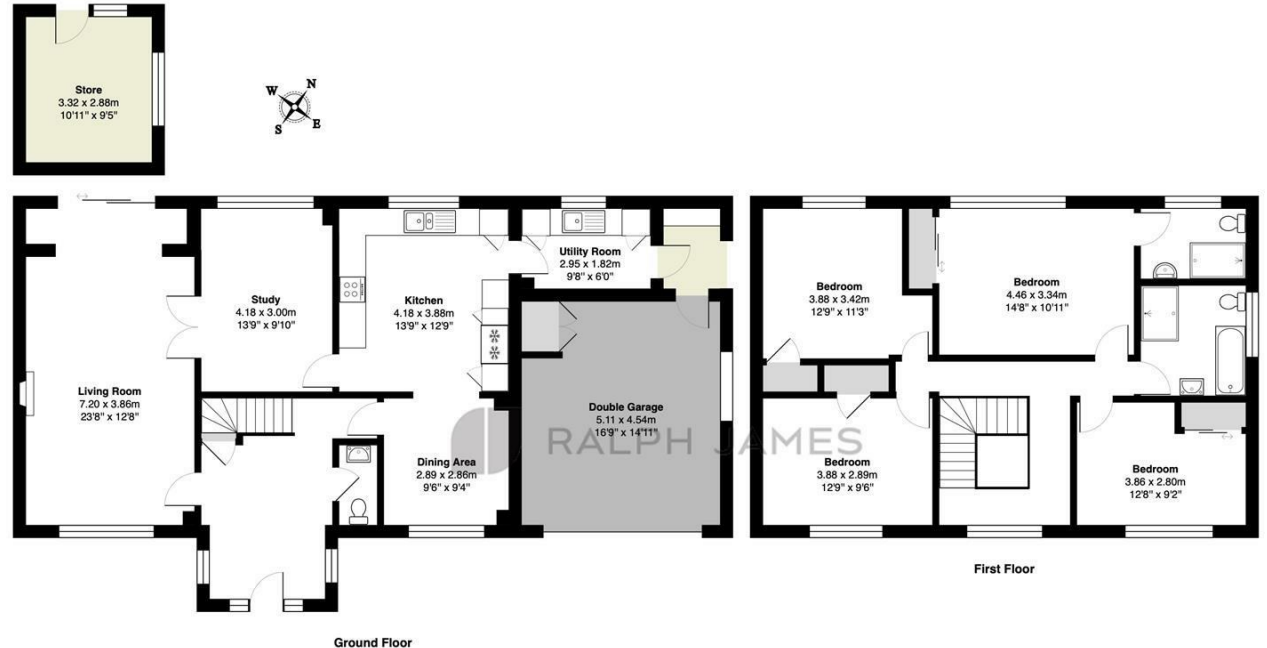 Store
3.32 x 2.88m
10'11" x 9'5"
W
N
S
E
Living Room
7.20 x 3.86m
23'8" x 12'8"
Study
4.18 x 3.00m
13'9" x 9'10"
Kitchen
4.18 x 3.88m
13'9" x 12'9"
Utility Room
2.95 x 1.82m
9'8" x 6'0"
Dining Area
2.89 x 2.86m
9'6" x 9'4"
Double Garage
5.11 x 4.54m
16'9" x 14'11"
RALPH JAMES
Ground Floor
Bedroom
3.88 x 3.42m
12'9" x 11'3"
Bedroom
4.46 x 3.34m
14'8" x 10'11"
Bedroom
3.88 x 2.89m
12'9" x 9'6"
Bedroom
3.86 x 2.80m
12'8" x 9'2"
First Floor